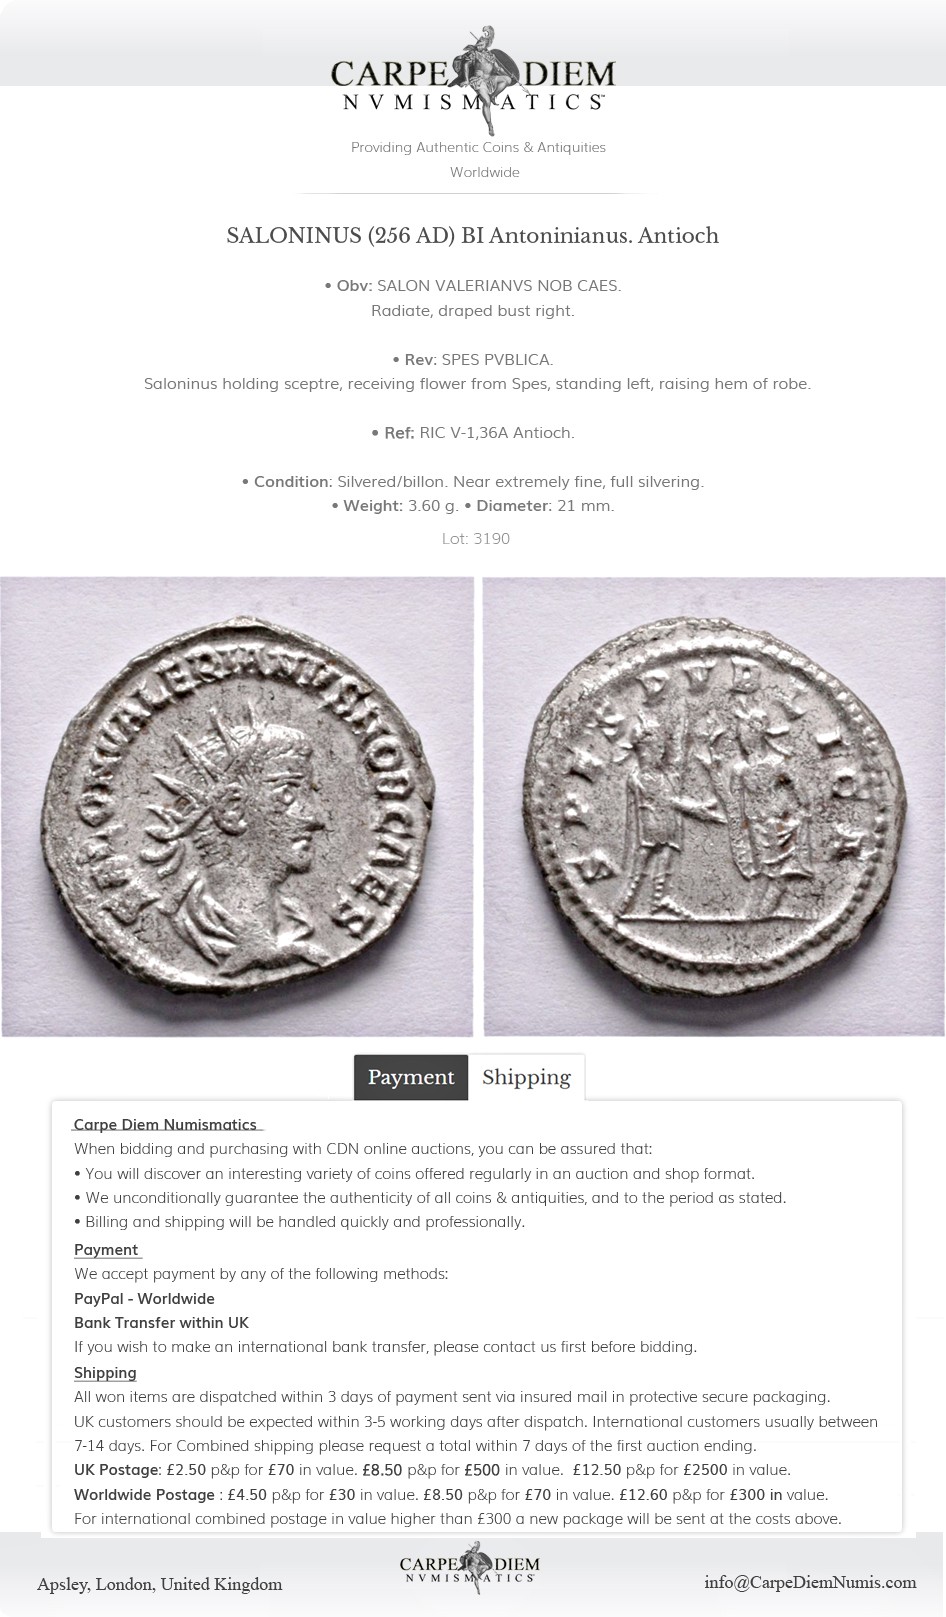 CARPE DIEM
NVMISMATICS™
Providing Authentic Coins & Antiquities
Worldwide
SALONINUS (256 AD) BI Antoninianus. Antioch
• Obv: SALON VALERIANVS NOB CAES.
Radiate, draped bust right.
• Rev: SPES PVBLICA.
Saloninus holding sceptre, receiving flower from Spes, standing left, raising hem of robe.
• Ref: RIC V-1,36A Antioch.
• Condition: Silvered/billon. Near extremely fine, full silvering.
• Weight: 3.60 g. • Diameter: 21 mm.
Lot: 3190
VALERIANVS NOB CAES
SPES PVBLICA
Payment Shipping
Carpe Diem Numismatics
When bidding and purchasing with CDN online auctions, you can be assured that:
• You will discover an interesting variety of coins offered regularly in an auction and shop format.
• We unconditionally guarantee the authenticity of all coins & antiquities, and to the period as stated.
• Billing and shipping will be handled quickly and professionally.
Payment
We accept payment by any of the following methods:
PayPal - Worldwide
Bank Transfer within UK
If you wish to make an international bank transfer, please contact us first before bidding.
Shipping
All won items are dispatched within 3 days of payment sent via insured mail in protective secure packaging.
UK customers should be expected within 3-5 working days after dispatch. International customers usually between
7-14 days. For Combined shipping please request a total within 7 days of the first auction ending.
UK Postage: £2.50 p&p for £70 in value. £8.50 p&p for £500 in value. £12.50 p&p for £2500 in value.
Worldwide Postage : £4.50 p&p for £30 in value. £8.50 p&p for £70 in value. £12.60 p&p for £300 in value.
For international combined postage in value higher than £300 a new package will be sent at the costs above.
Apsley, London, United Kingdom
CARPE DIEM
NVMISMATICS™
info@CarpeDiemNumis.com